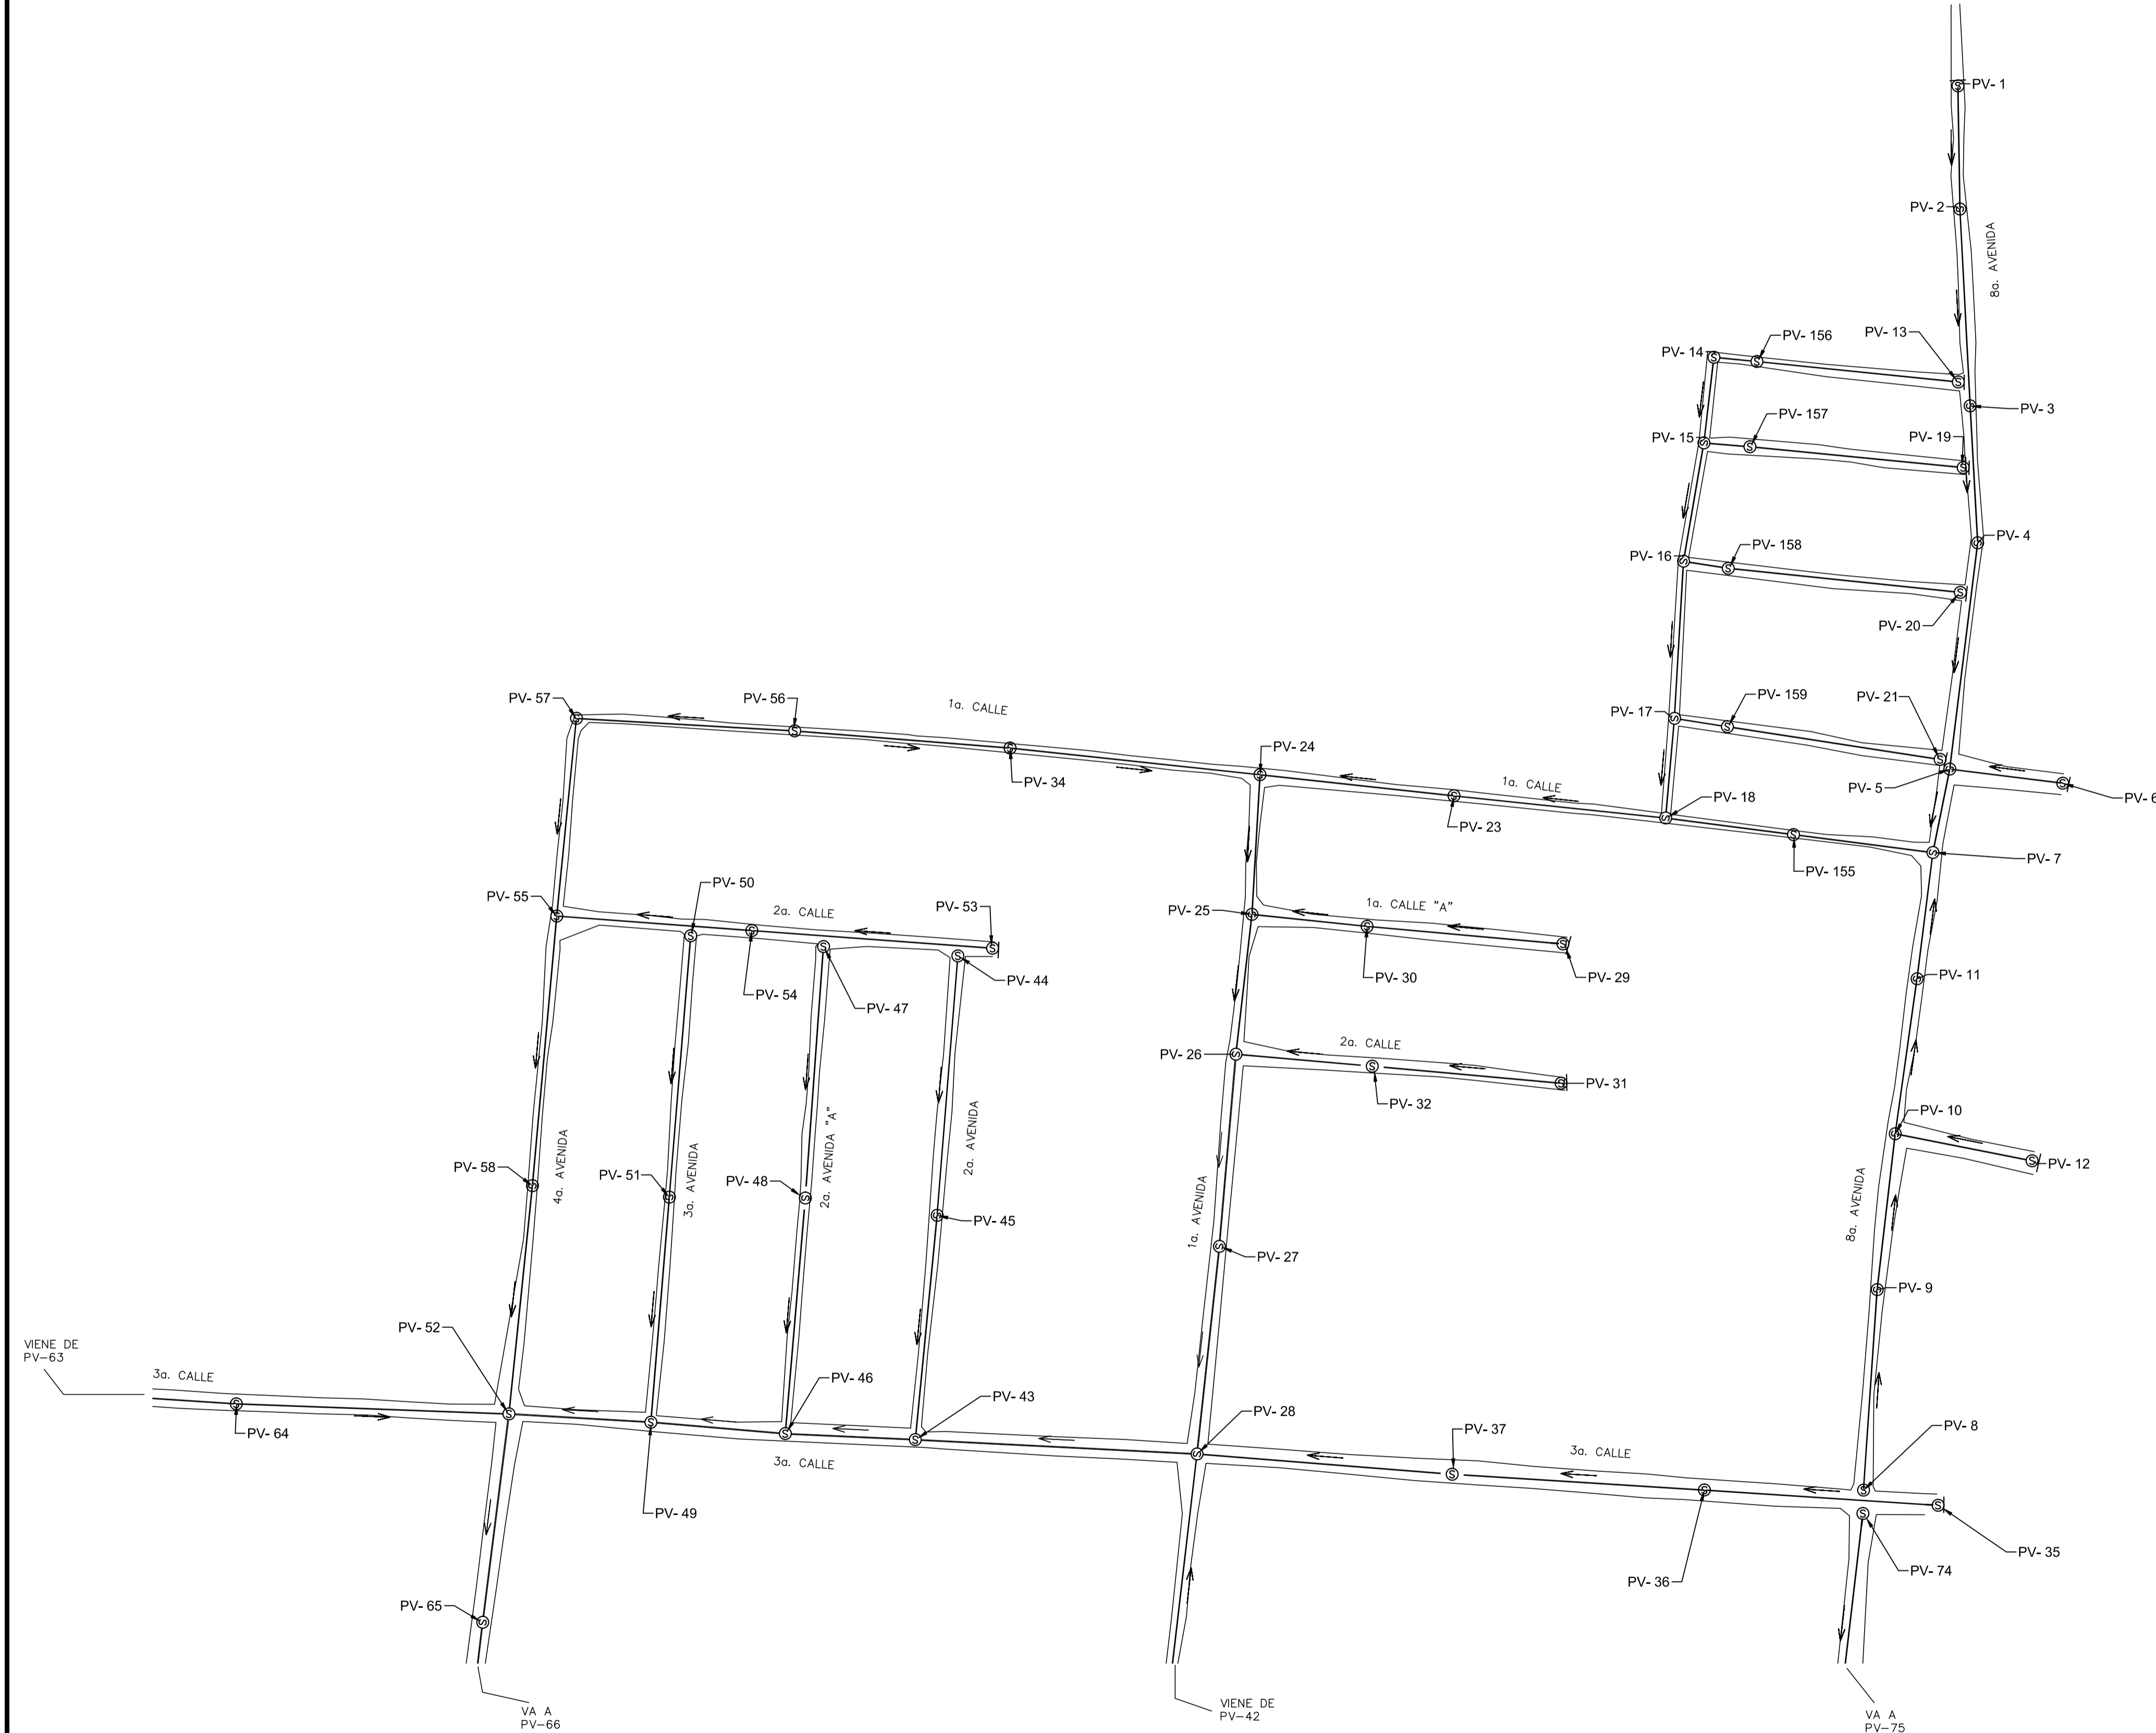 PV- 1
PV- 2
8a. AVENIDA
PV- 13
PV- 156
PV- 14
PV- 3
PV- 157
PV- 19
PV- 15
PV- 4
PV- 158
PV- 16
PV- 20
PV- 159
PV- 21
PV- 57
PV- 56
1a. CALLE
PV- 17
PV- 24
PV- 34
1a. CALLE
PV- 5
PV- 6
PV- 18
PV- 23
PV- 7
PV- 155
PV- 50
PV- 55
2a. CALLE
PV- 53
PV- 25
1a. CALLE "A"
PV- 44
PV- 30
PV- 29
PV- 11
PV- 54
PV- 47
PV- 26
2a. CALLE
PV- 31
PV- 32
PV- 10
PV- 12
PV- 58
4a. AVENIDA
PV- 51
3a. AVENIDA
PV- 48
2a. AVENIDA "A"
2a. AVENIDA
PV- 45
1a. AVENIDA
PV- 27
8a. AVENIDA
PV- 9
PV- 52
VIENE DE
PV-63
3a. CALLE
PV- 46
PV- 43
PV- 28
PV- 37
3a. CALLE
PV- 8
PV- 64
3a. CALLE
PV- 49
PV- 35
PV- 36
PV- 74
PV- 65
VA A
PV-66
VIENE DE
PV-42
VA A
PV-75